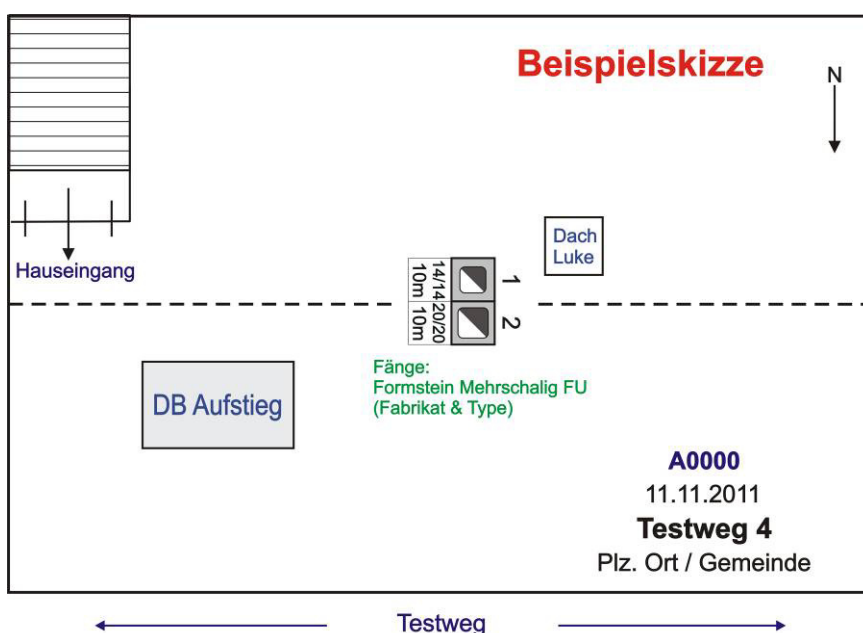 Beispielskizze
N
Dach
Luke
Hauseingang
14/14
10m
1
20/20
10m
2
Fänge:
Formstein Mehrschalig FU
(Fabrikat & Type)
DB Aufstieg
A0000
11.11.2011
Testweg 4
Plz. Ort / Gemeinde
Testweg